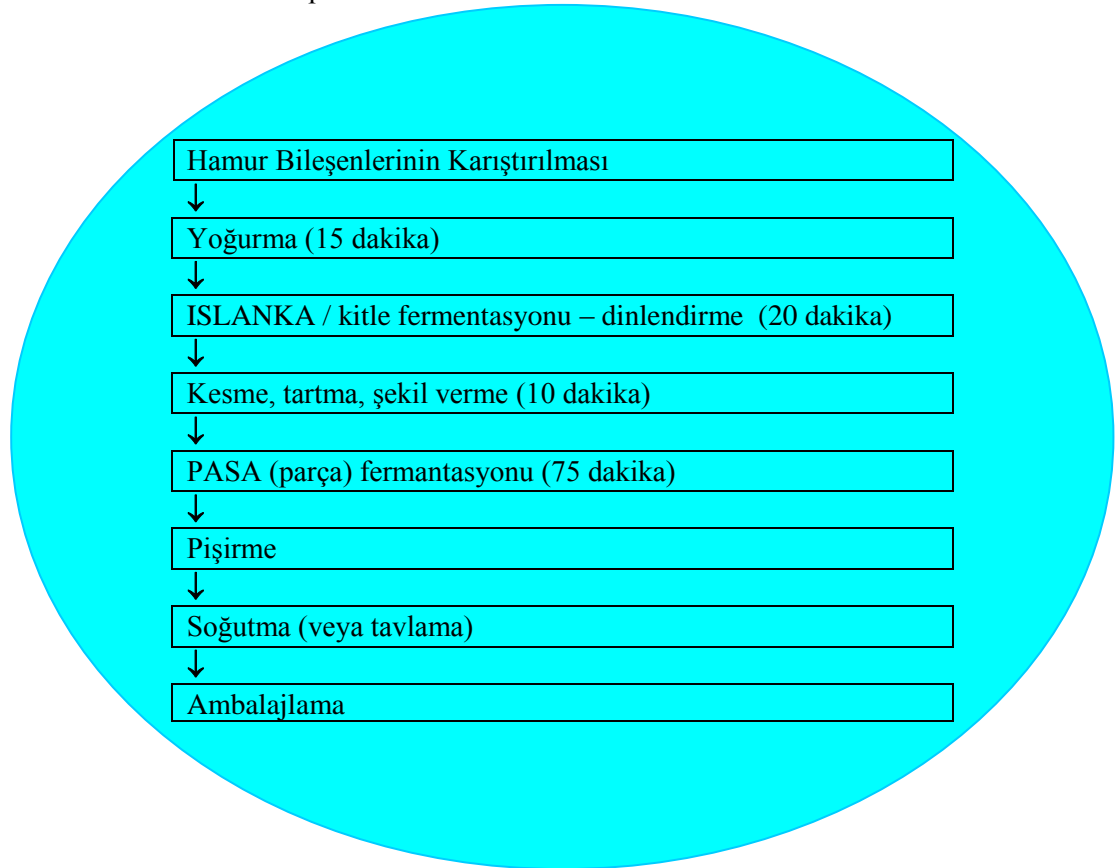 Hamur Bileşenlerinin Karıştırılması
↓
Yoğurma (15 dakika)
↓
ISLANKA / kitle fermentasyonu – dinlendirme (20 dakika)
↓
Kesme, tartma, şekil verme (10 dakika)
↓
PASA (parça) fermantasyonu (75 dakika)
↓
Pişirme
↓
Soğutma (veya tavlama)
↓
Ambalajlama